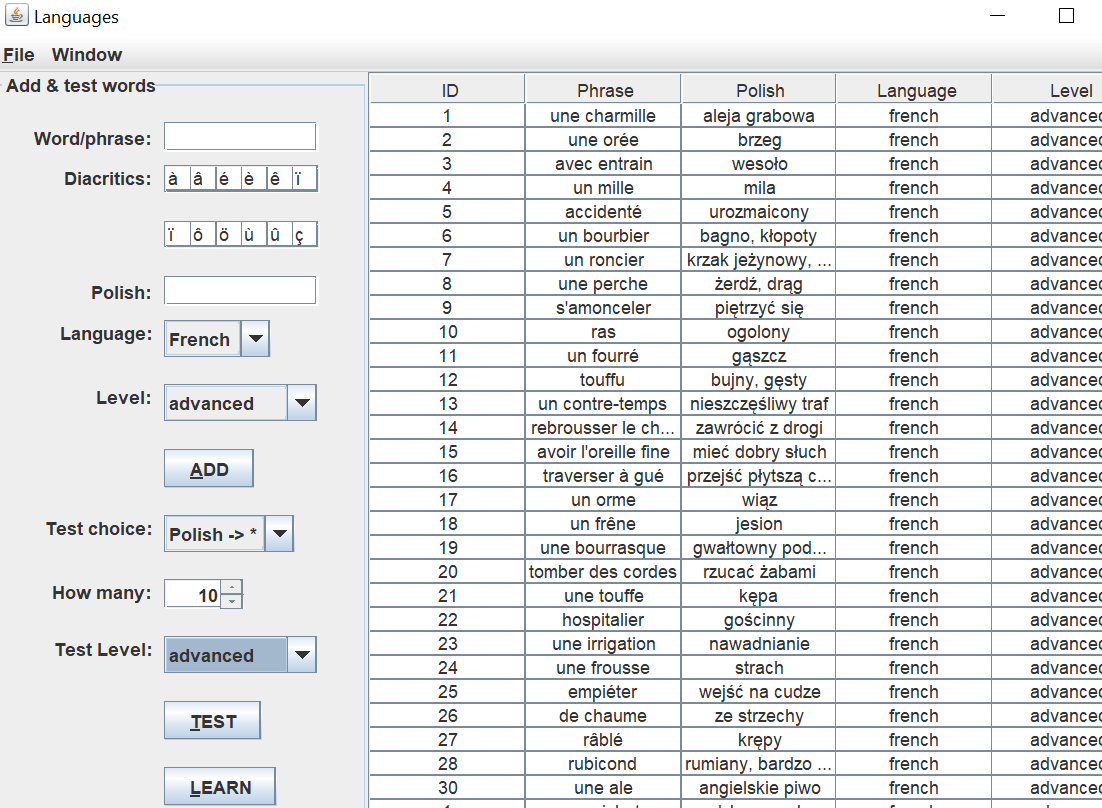 Languages
File Window
Add & test words
Word/phrase:
Diacritics: à â é è ê ï
ï ô ö ù û ç
Polish:
Language: French
Level: advanced
ADD
Test choice: Polish -> *
How many: 10
Test Level: advanced
TEST
LEARN
ID Phrase Polish Language Level
1 une charmille aleja grabowa french advanced
2 une orée brzeg french advanced
3 avec entrain wesoło french advanced
4 un mille mila french advanced
5 accidenté urozmaicony french advanced
6 un bourbier bagno, kłopoty french advanced
7 un roncier krzak jeżynowy, ... french advanced
8 une perche żerdź, drąg french advanced
9 s'amonceler piętrzyć się french advanced
10 ras ogolony french advanced
11 un fourré gąszcz french advanced
12 touffu bujny, gęsty french advanced
13 un contre-temps nieszczęśliwy traf french advanced
14 rebrousser le ch... zawrócić z drogi french advanced
15 avoir l'oreille fine mieć dobry słuch french advanced
16 traverser à gué przejść płytszą c... french advanced
17 un orme wiąz french advanced
18 un frêne jesion french advanced
19 une bourrasque gwałtowny pod... french advanced
20 tomber des cordes rzucać żabami french advanced
21 une touffe kępa french advanced
22 hospitalier gościnny french advanced
23 une irrigation nawadnianie french advanced
24 une frousse strach french advanced
25 empiéter wejść na cudze french advanced
26 de chaume ze strzechy french advanced
27 râblé krępy french advanced
28 rubicond rumiany, bardzo ... french advanced
30 une ale angielskie piwo french advanced